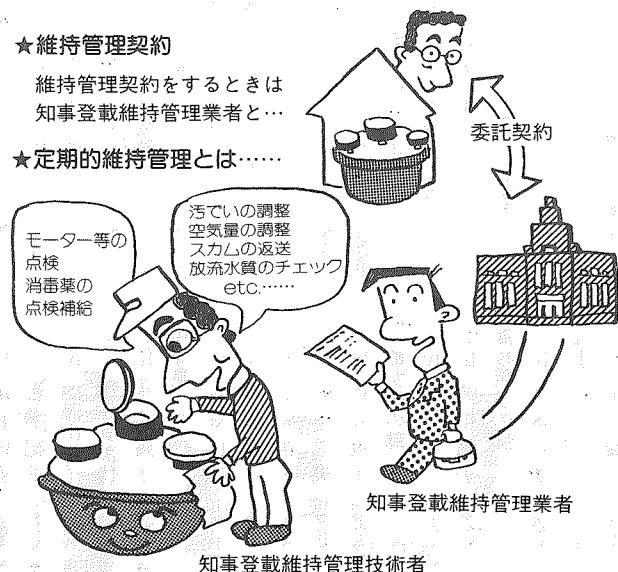 ★維持管理契約
維持管理契約をするときは
知事登載維持管理業者と…
★定期的維持管理とは……
委託契約
モーター等の
点検
消毒薬の
点検補給
汚でいの調整
空気量の調整
スカムの返送
放流水質のチェック
etc.……
知事登載維持管理業者
知事登載維持管理技術者